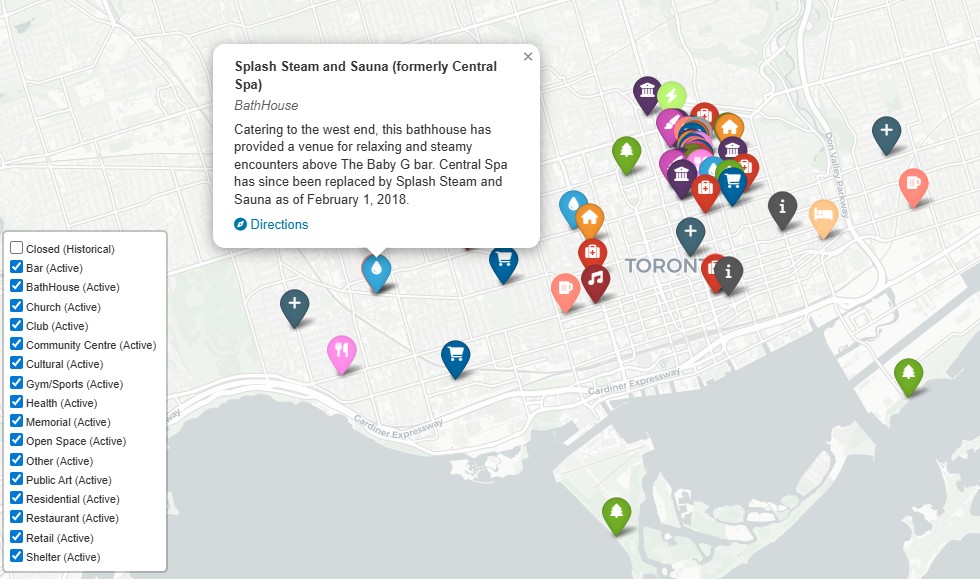 Splash Steam and Sauna (formerly Central
Spa)
×
BathHouse
Catering to the west end, this bathhouse has
provided a venue for relaxing and steamy
encounters above The Baby G bar. Central Spa
has since been replaced by Splash Steam and
Sauna as of February 1, 2018.
Directions
Don Valley Parkway
TORONT
Gardiner Expressway
Gardiner Expressway
way
Closed (Historical)
Bar (Active)
BathHouse (Active)
Church (Active)
Club (Active)
Community Centre (Active)
Cultural (Active)
Gym/Sports (Active)
Health (Active)
Memorial (Active)
Open Space (Active)
Other (Active)
Public Art (Active)
Residential (Active)
Restaurant (Active)
Retail (Active)
Shelter (Active)